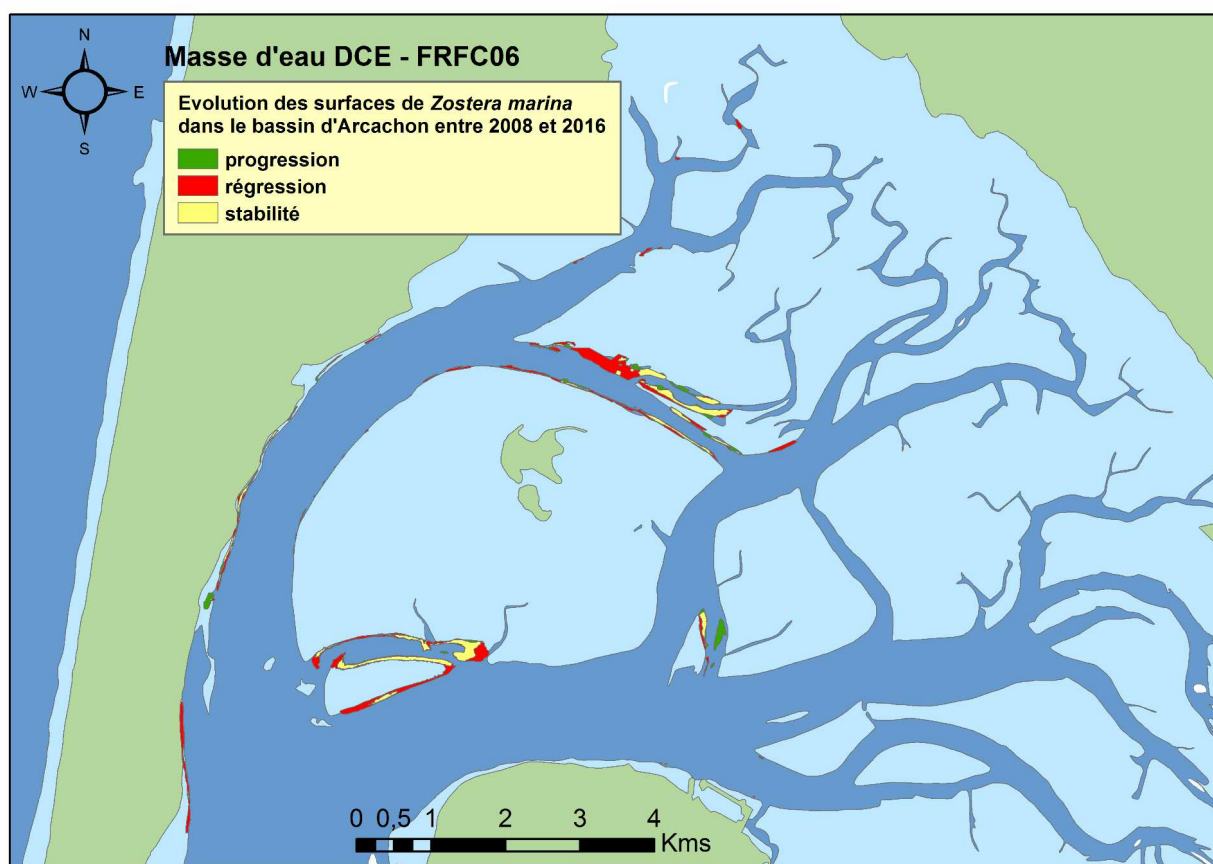 N
W E
S
Masse d'eau DCE - FRFC06
Evolution des surfaces de Zostera marina
dans le bassin d'Arcachon entre 2008 et 2016
progression
régression
stabilité
0 0,5 1 2 3 4
Kms